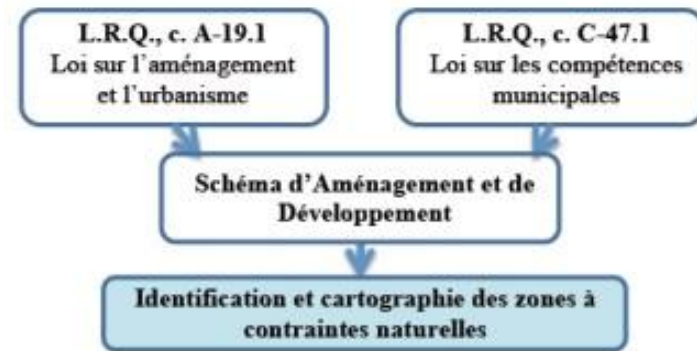 L.R.Q., c. A-19.1
Loi sur l'aménagement
et l'urbanisme
L.R.Q., c. C-47.1
Loi sur les compétences
municipales
Schéma d'Aménagement et de
Développement
Identification et cartographie des zones à
contraintes naturelles